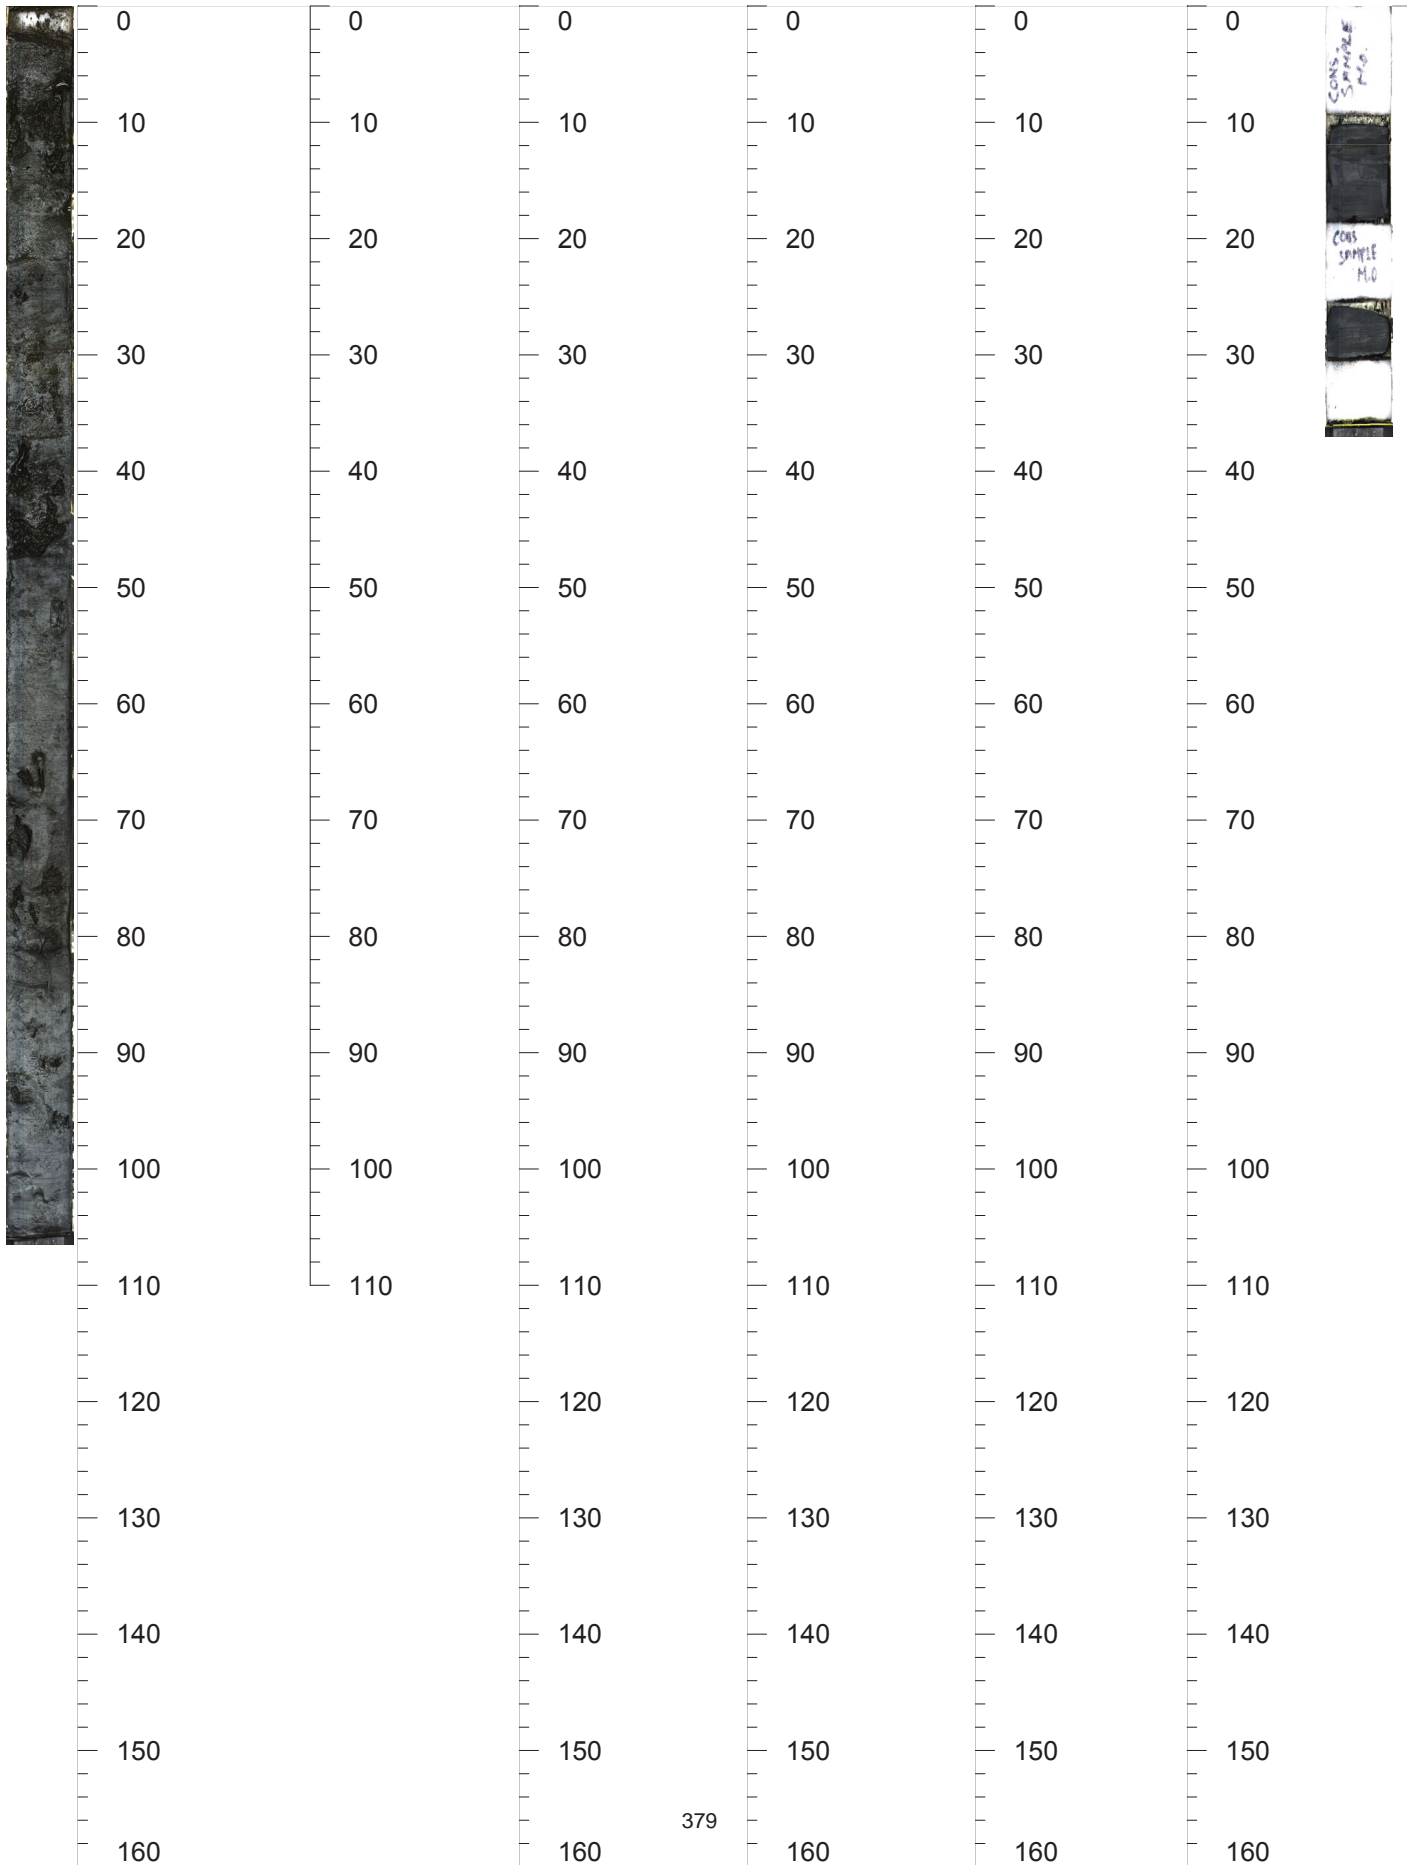 0 0 0 0 0 0
CONS.
SAMPLE
M.O.
10 10 10 10 10 10
20 20 20 20 20 20
CONS
SAMPLE
M.O
30 30 30 30 30 30
40 40 40 40 40 40
50 50 50 50 50 50
60 60 60 60 60 60
70 70 70 70 70 70
80 80 80 80 80 80
90 90 90 90 90 90
100 100 100 100 100 100
110 110 110 110 110 110
120 120 120 120 120
130 130 130 130 130
140 140 140 140 140
150 150 150 150 150
379
160 160 160 160 160